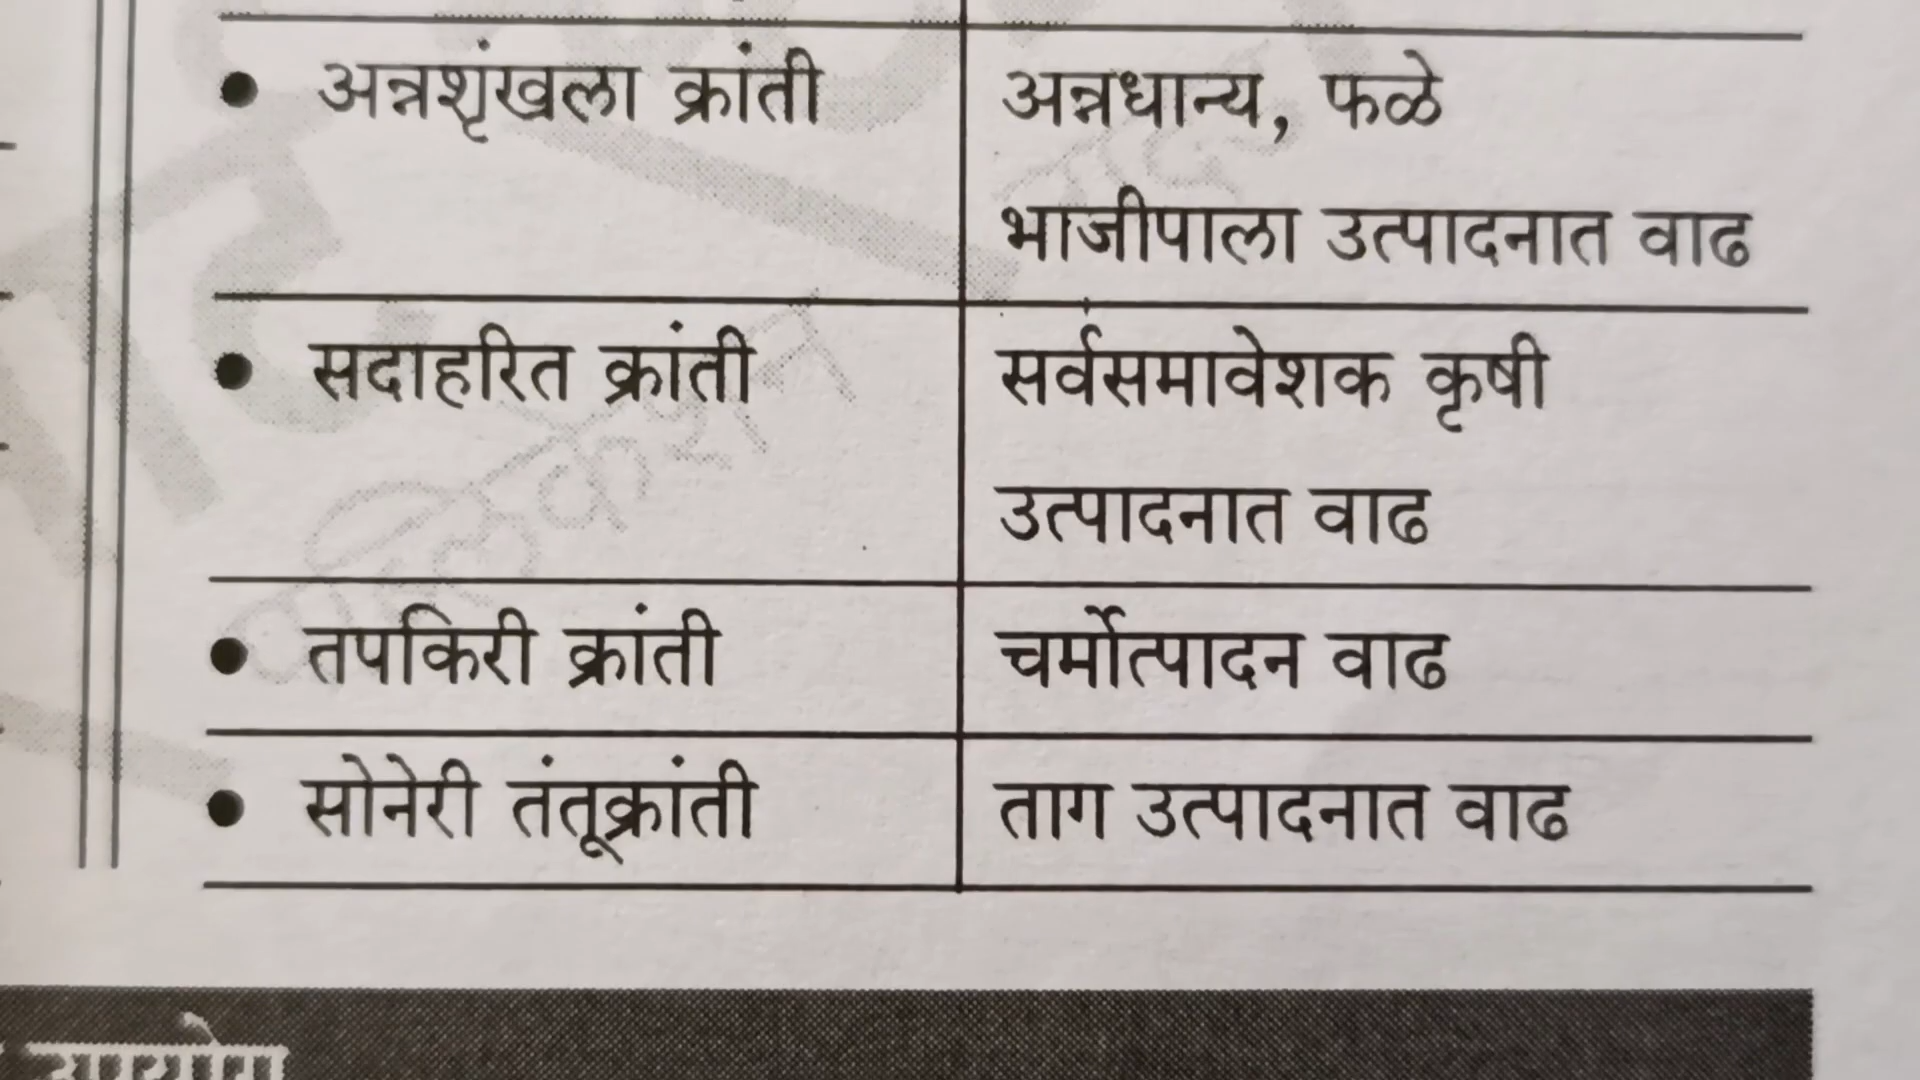 • अन्नशृंखला क्रांती अन्नधान्य, फळे
भाजीपाला उत्पादनात वाढ
• सदाहरित क्रांती सर्वसमावेशक कृषी
उत्पादनात वाढ
• तपकिरी क्रांती चर्मोत्पादन वाढ
• सोनेरी तंतूक्रांती ताग उत्पादनात वाढ
उपयोग